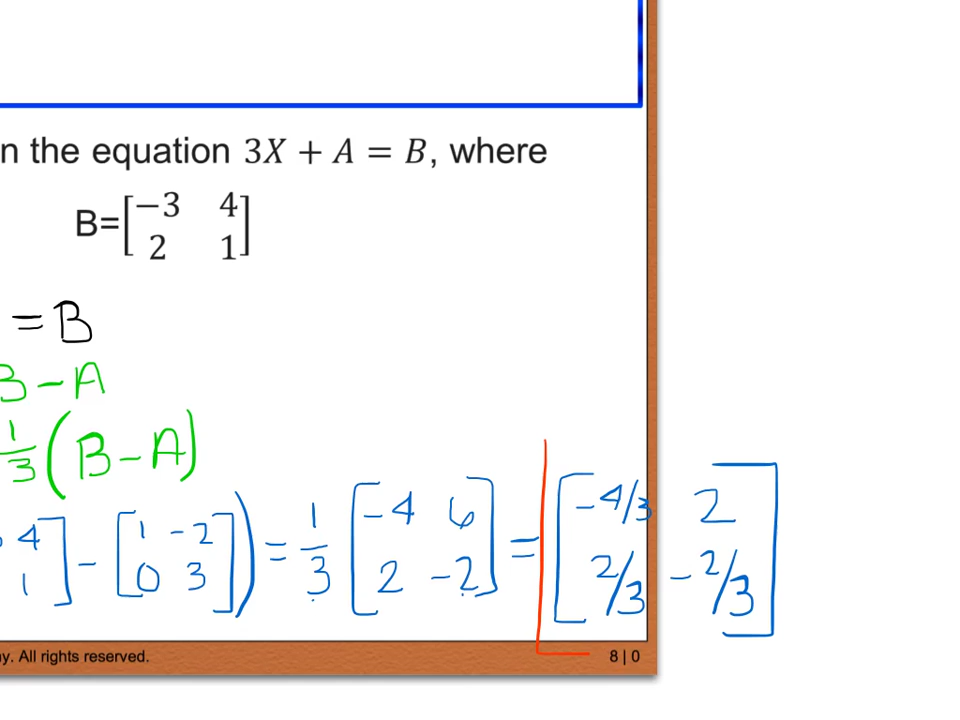 n the equation 3X + A = B, where
B=[−3 4
2 1]
= B
B − A
1/3 (B − A)
4 1] − [1 −2 0 3]) = 1/3 [−4 6 2 −2] = [−4/3 2 2/3 −2/3]
y. All rights reserved. 8 | 0